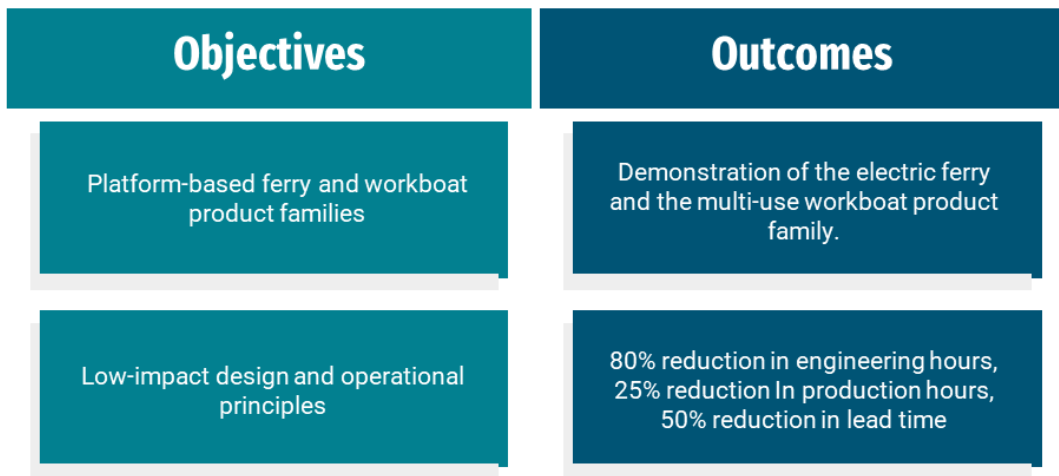 Objectives
Outcomes
Platform-based ferry and workboat
product families
Demonstration of the electric ferry
and the multi-use workboat product
family.
Low-impact design and operational
principles
80% reduction in engineering hours,
25% reduction In production hours,
50% reduction in lead time